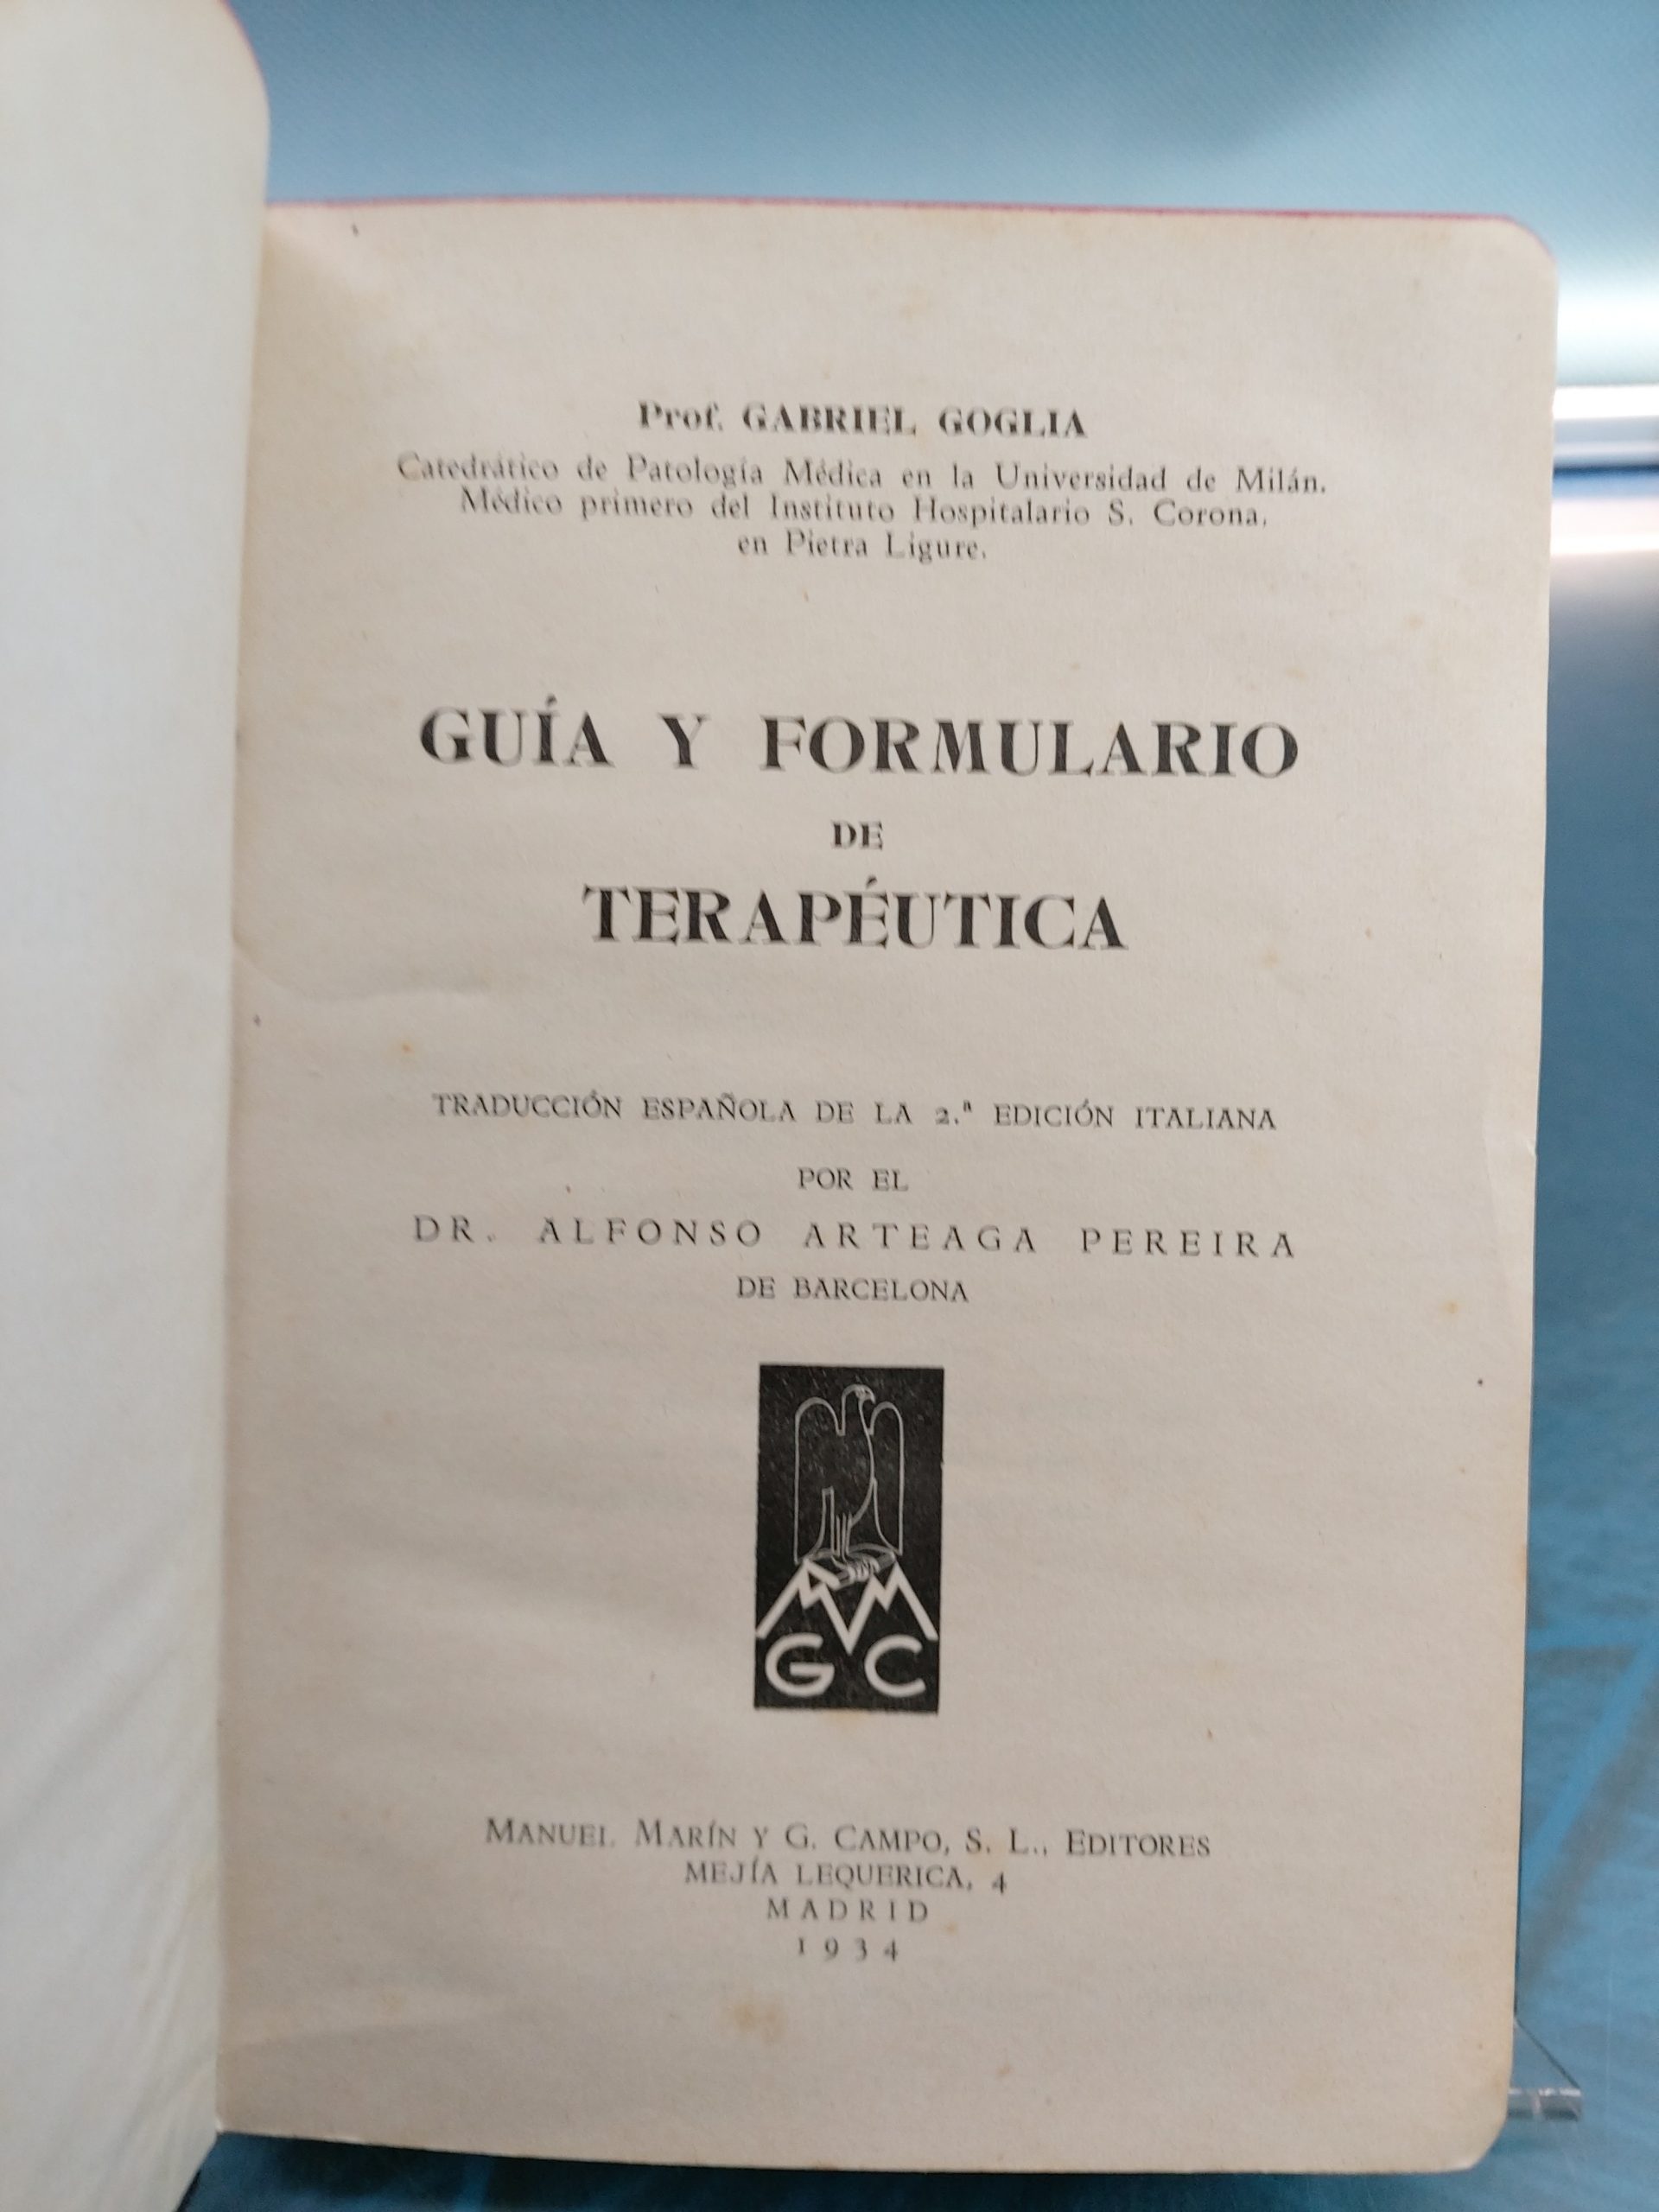 Prof. GABRIEL GOGLIA
Catedrático de Patología Médica en la Universidad de Milán.
Médico primero del Instituto Hospitalario S. Corona,
en Pietra Ligure.
GUÍA Y FORMULARIO
DE
TERAPÉUTICA
TRADUCCIÓN ESPAÑOLA DE LA 2.ª EDICIÓN ITALIANA
POR EL
DR. ALFONSO ARTEAGA PEREIRA
DE BARCELONA
M M
G C
MANUEL MARÍN Y G. CAMPO, S. L., EDITORES
MEJÍA LEQUERICA, 4
MADRID
1934